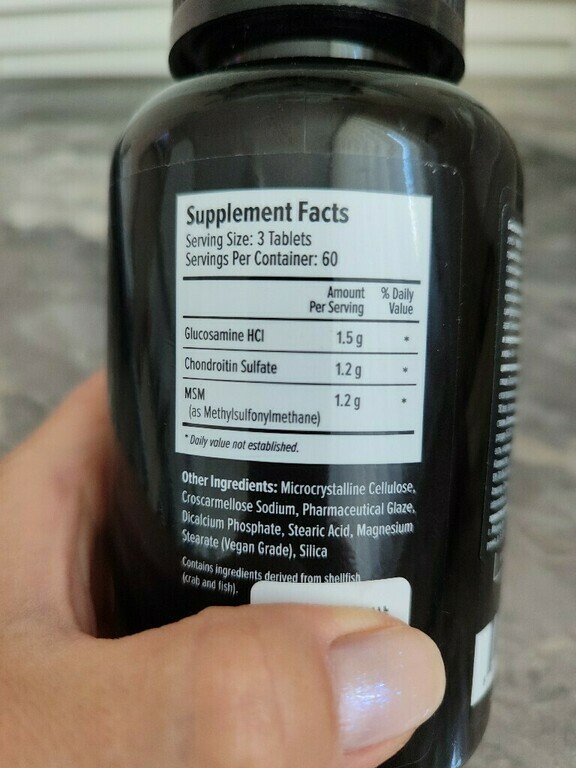 Supplement Facts
Serving Size: 3 Tablets
Servings Per Container: 60
Amount Per Serving
% Daily Value
Glucosamine HCl 1.5 g *
Chondroitin Sulfate 1.2 g *
MSM 1.2 g *
(as Methylsulfonylmethane)
* Daily value not established.
Other Ingredients: Microcrystalline Cellulose,
Croscarmellose Sodium, Pharmaceutical Glaze,
Dicalcium Phosphate, Stearic Acid, Magnesium
Stearate (Vegan Grade), Silica
Contains ingredients derived from shellfish
(crab and fish).